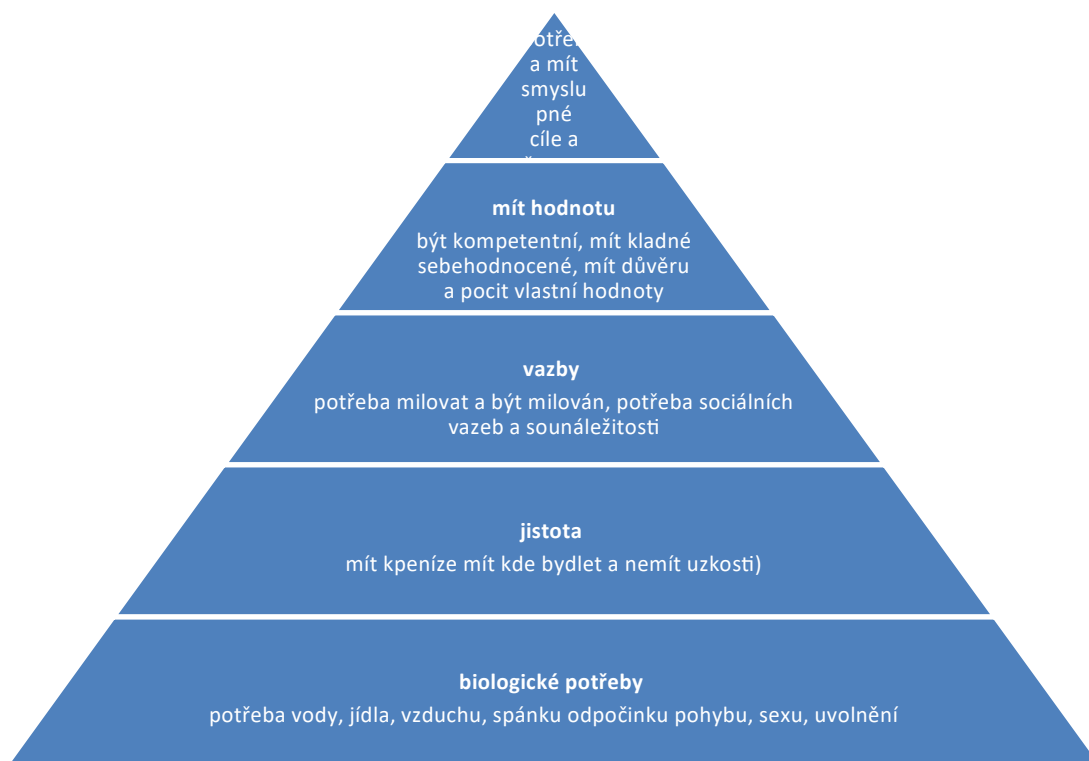 a mít
smyslu
pné
cíle a
mít hodnotu
být kompetentní, mít kladné
sebehodnocené, mít důvěru
a pocit vlastní hodnoty
vazby
potřeba milovat a být milován, potřeba sociálních
vazeb a sounáležitosti
jistota
mít kpeníze mít kde bydlet a nemít uzkosti)
biologické potřeby
potřeba vody, jídla, vzduchu, spánku odpočinku pohybu, sexu, uvolnění